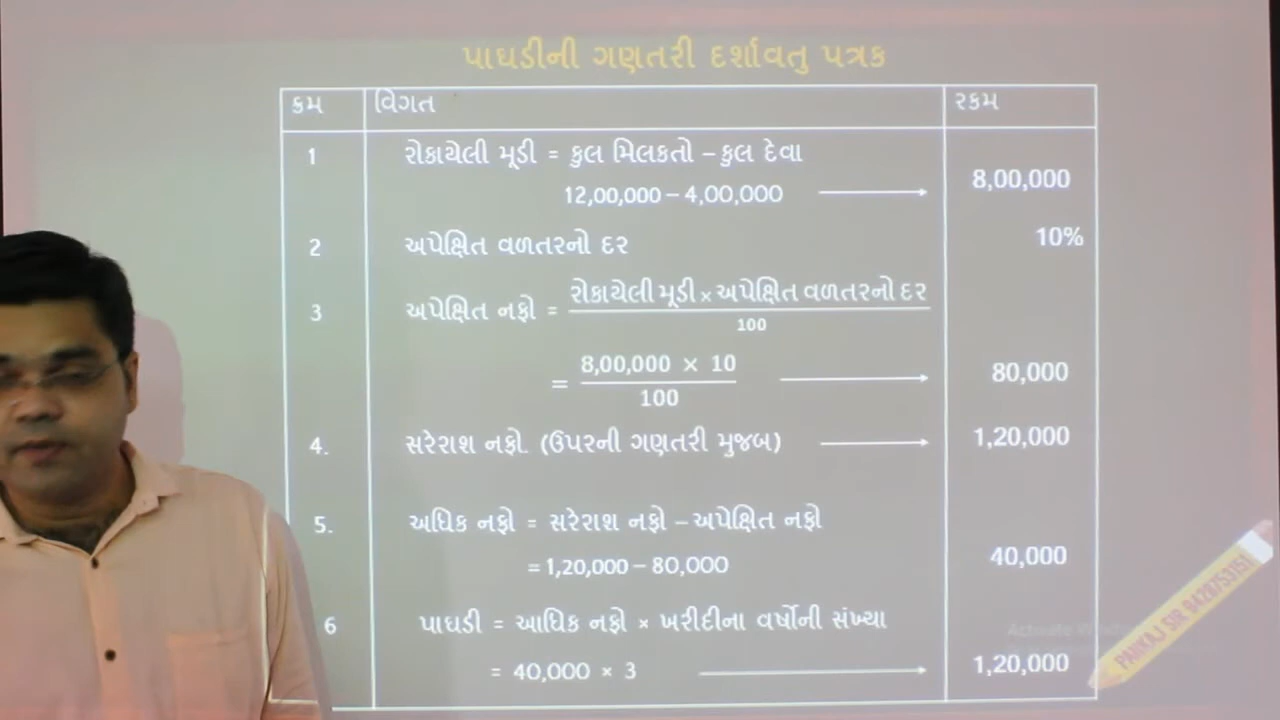 પાઘડીની ગણતરી દર્શાવતુ પત્રક
ક્રમ વિગત રકમ
1 રોકાયેલી મૂડી = કુલ મિલકતો – કુલ દેવા
12,00,000 – 4,00,000 8,00,000
2 અપેક્ષિત વળતરનો દર 10%
3 અપેક્ષિત નફો = રોકાયેલી મૂડી × અપેક્ષિત વળતરનો દર
100
= 8,00,000 × 10 80,000
100
4. સરેરાશ નફો. (ઉપરની ગણતરી મુજબ) 1,20,000
5. અધિક નફો = સરેરાશ નફો – અપેક્ષિત નફો
= 1,20,000 – 80,000 40,000
6 પાઘડી = આધિક નફો × ખરીદીના વર્ષોની સંખ્યા
= 40,000 × 3 1,20,000
PANKAJ SIR 9428753151